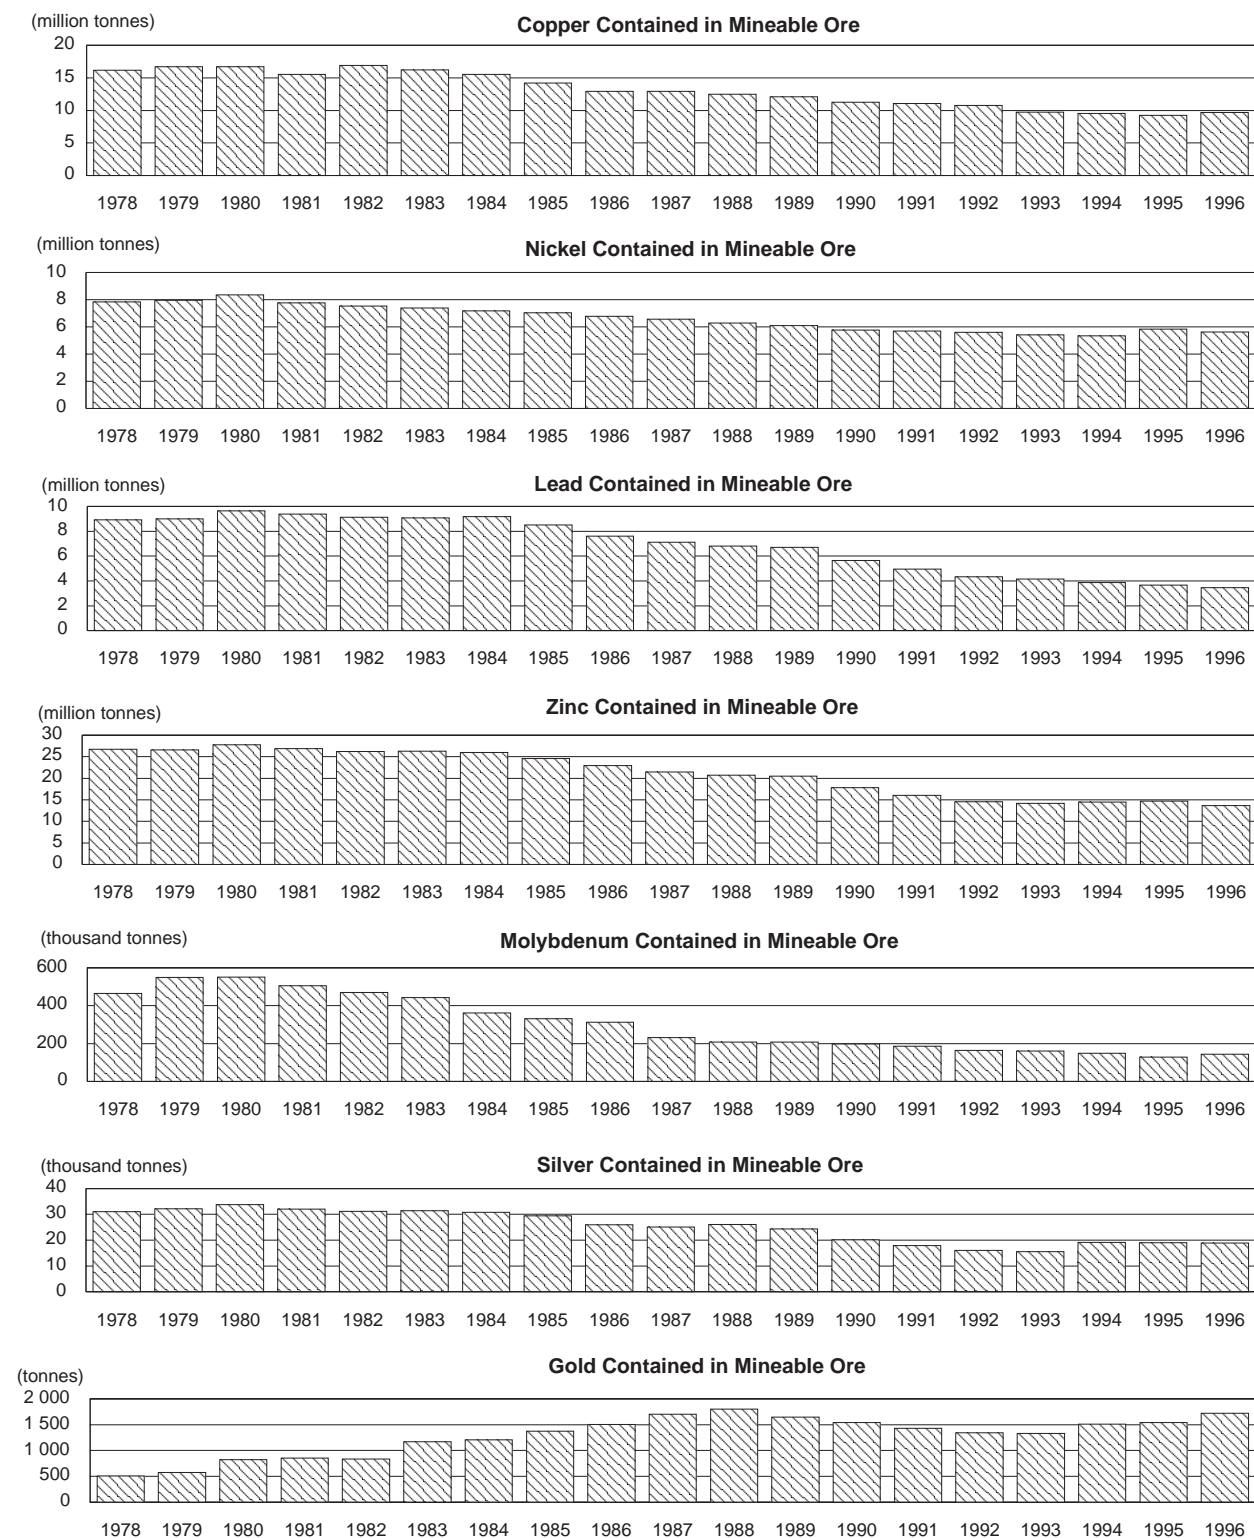 (million tonnes)
Copper Contained in Mineable Ore
20
15
10
5
0
1978 1979 1980 1981 1982 1983 1984 1985 1986 1987 1988 1989 1990 1991 1992 1993 1994 1995 1996
(million tonnes)
Nickel Contained in Mineable Ore
10
8
6
4
2
0
1978 1979 1980 1981 1982 1983 1984 1985 1986 1987 1988 1989 1990 1991 1992 1993 1994 1995 1996
(million tonnes)
Lead Contained in Mineable Ore
10
8
6
4
2
0
1978 1979 1980 1981 1982 1983 1984 1985 1986 1987 1988 1989 1990 1991 1992 1993 1994 1995 1996
(million tonnes)
Zinc Contained in Mineable Ore
30
25
20
15
10
5
0
1978 1979 1980 1981 1982 1983 1984 1985 1986 1987 1988 1989 1990 1991 1992 1993 1994 1995 1996
(thousand tonnes)
Molybdenum Contained in Mineable Ore
600
400
200
0
1978 1979 1980 1981 1982 1983 1984 1985 1986 1987 1988 1989 1990 1991 1992 1993 1994 1995 1996
(thousand tonnes)
Silver Contained in Mineable Ore
40
30
20
10
0
1978 1979 1980 1981 1982 1983 1984 1985 1986 1987 1988 1989 1990 1991 1992 1993 1994 1995 1996
(tonnes)
Gold Contained in Mineable Ore
2 000
1 500
1 000
500
0
1978 1979 1980 1981 1982 1983 1984 1985 1986 1987 1988 1989 1990 1991 1992 1993 1994 1995 1996